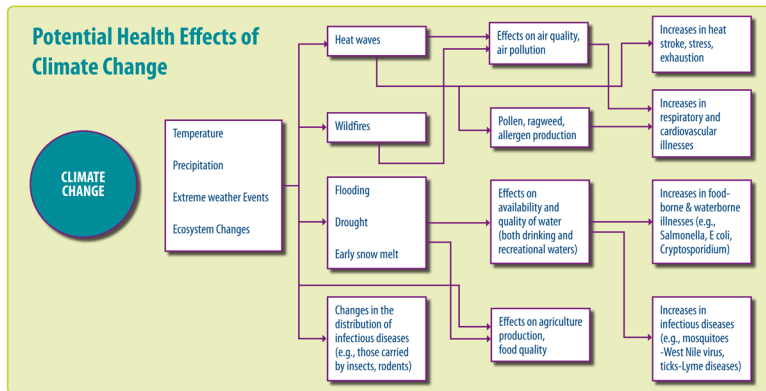 Potential Health Effects of
Climate Change
CLIMATE
CHANGE
Temperature
Precipitation
Extreme weather Events
Ecosystem Changes
Heat waves
Wildfires
Flooding
Drought
Early snow melt
Changes in the
distribution of
infectious diseases
(e.g., those carried
by insects, rodents)
Effects on air quality,
air pollution
Pollen, ragweed,
allergen production
Effects on
availability and
quality of water
(both drinking and
recreational waters)
Effects on agriculture
production,
food quality
Increases in heat
stroke, stress,
exhaustion
Increases in
respiratory and
cardiovascular
illnesses
Increases in food-
borne & waterborne
illnesses (e.g.,
Salmonella, E coli,
Cryptosporidium)
Increases in
infectious diseases
(e.g., mosquitoes
-West Nile virus,
ticks-Lyme diseases)